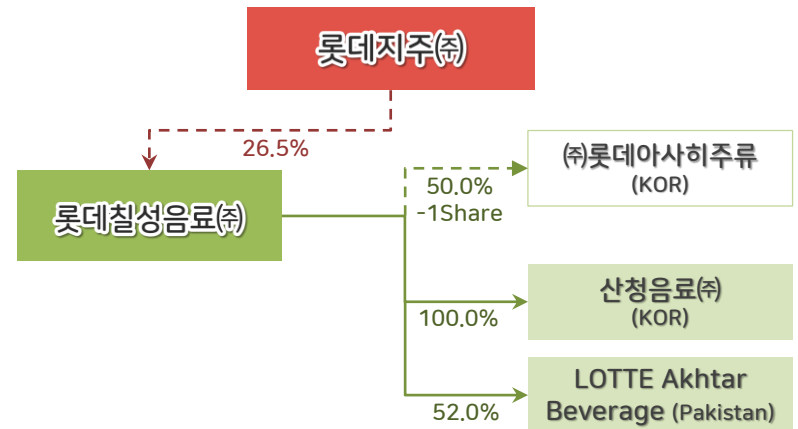 롯데지주㈜
26.5%
롯데칠성음료㈜
50.0%
-1Share
㈜롯데아사히주류
(KOR)
100.0%
산청음료㈜
(KOR)
52.0%
LOTTE Akhtar
Beverage (Pakistan)